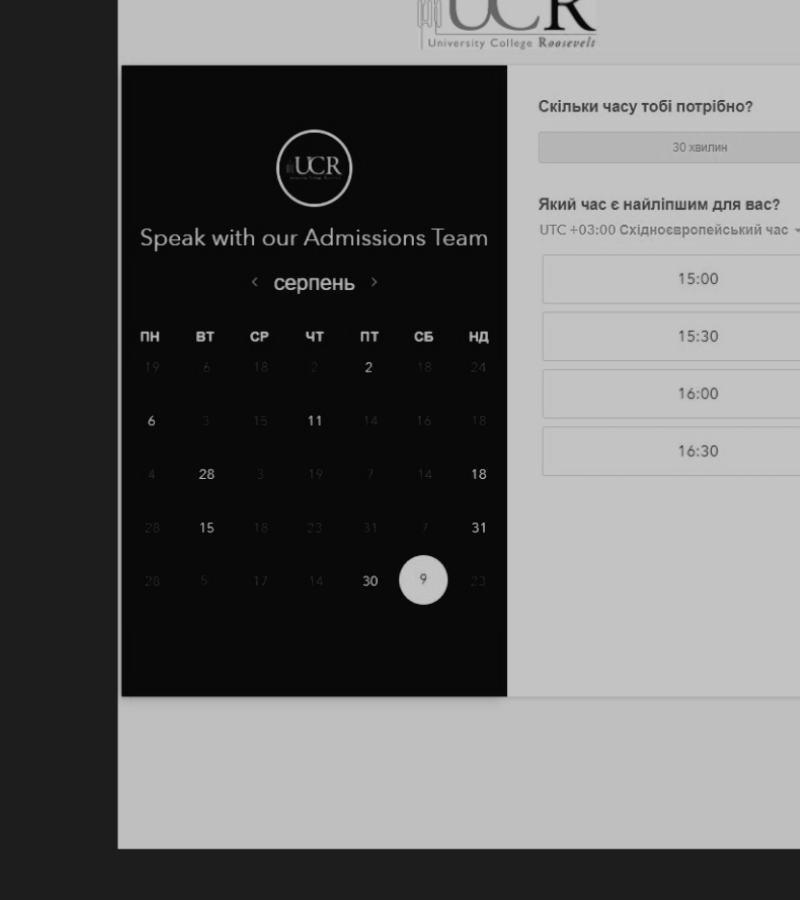 UCR
University College Roosevelt
UCR
Speak with our Admissions Team
‹ серпень ›
ПН ВТ СР ЧТ ПТ СБ НД
19 6 18 2 2 18 24
6 3 15 11 14 16 18
4 28 3 19 7 14 18
28 15 18 23 31 7 31
28 5 17 14 30 9 23
Скільки часу тобі потрібно?
30 хвилин
Який час є найліпшим для вас?
UTC +03:00 Східноєвропейський час
15:00
15:30
16:00
16:30